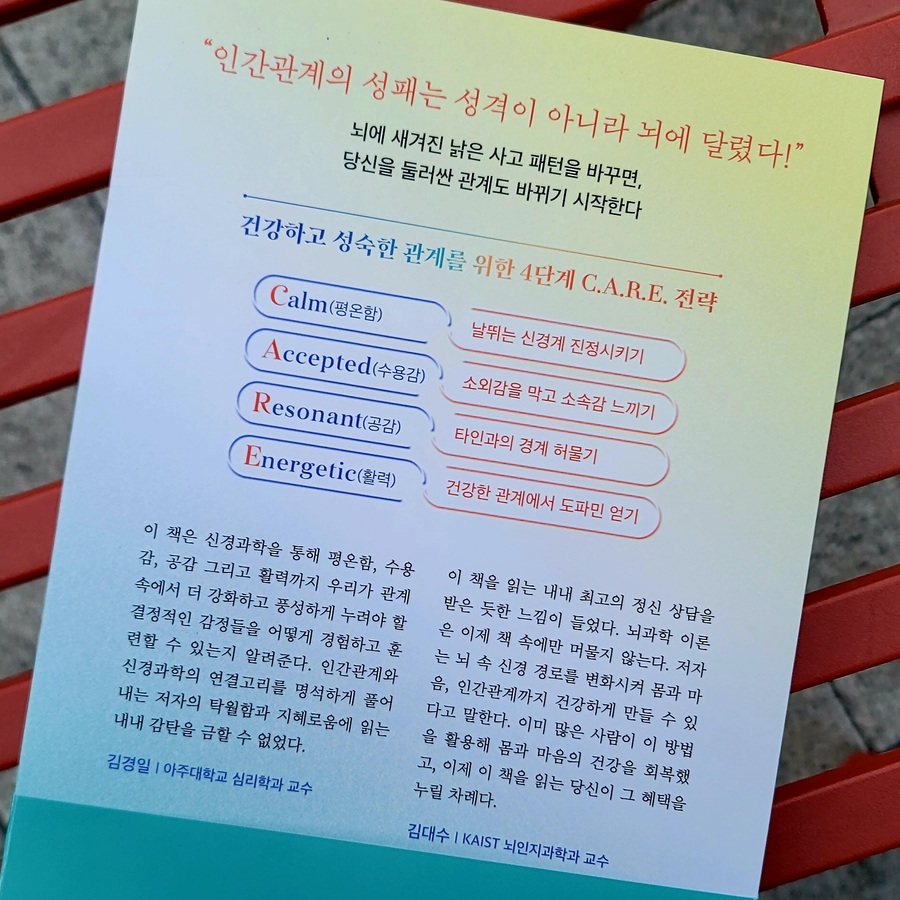 “인간관계의 성패는 성격이 아니라 뇌에 달렸다!”
뇌에 새겨진 낡은 사고 패턴을 바꾸면,
당신을 둘러싼 관계도 바뀌기 시작한다
건강하고 성숙한 관계를 위한 4단계 C.A.R.E. 전략
Calm(평온함)
날뛰는 신경계 진정시키기
Accepted(수용감)
소외감을 막고 소속감 느끼기
Resonant(공감)
타인과의 경계 허물기
Energetic(활력)
건강한 관계에서 도파민 얻기
이 책은 신경과학을 통해 평온함, 수용
감, 공감 그리고 활력까지 우리가 관계
속에서 더 강화하고 풍성하게 누려야 할
결정적인 감정들을 어떻게 경험하고 훈
련할 수 있는지 알려준다. 인간관계와
신경과학의 연결고리를 명석하게 풀어
내는 저자의 탁월함과 지혜로움에 읽는
내내 감탄을 금할 수 없었다.
김경일 | 아주대학교 심리학과 교수
이 책을 읽는 내내 최고의 정신 상담을
받은 듯한 느낌이 들었다. 뇌과학 이론
은 이제 책 속에만 머물지 않는다. 저자
는 뇌 속 신경 경로를 변화시켜 몸과 마
음, 인간관계까지 건강하게 만들 수 있
다고 말한다. 이미 많은 사람이 이 방법
을 활용해 몸과 마음의 건강을 회복했
고, 이제 이 책을 읽는 당신이 그 혜택을
누릴 차례다.
김대수 | KAIST 뇌인지과학과 교수